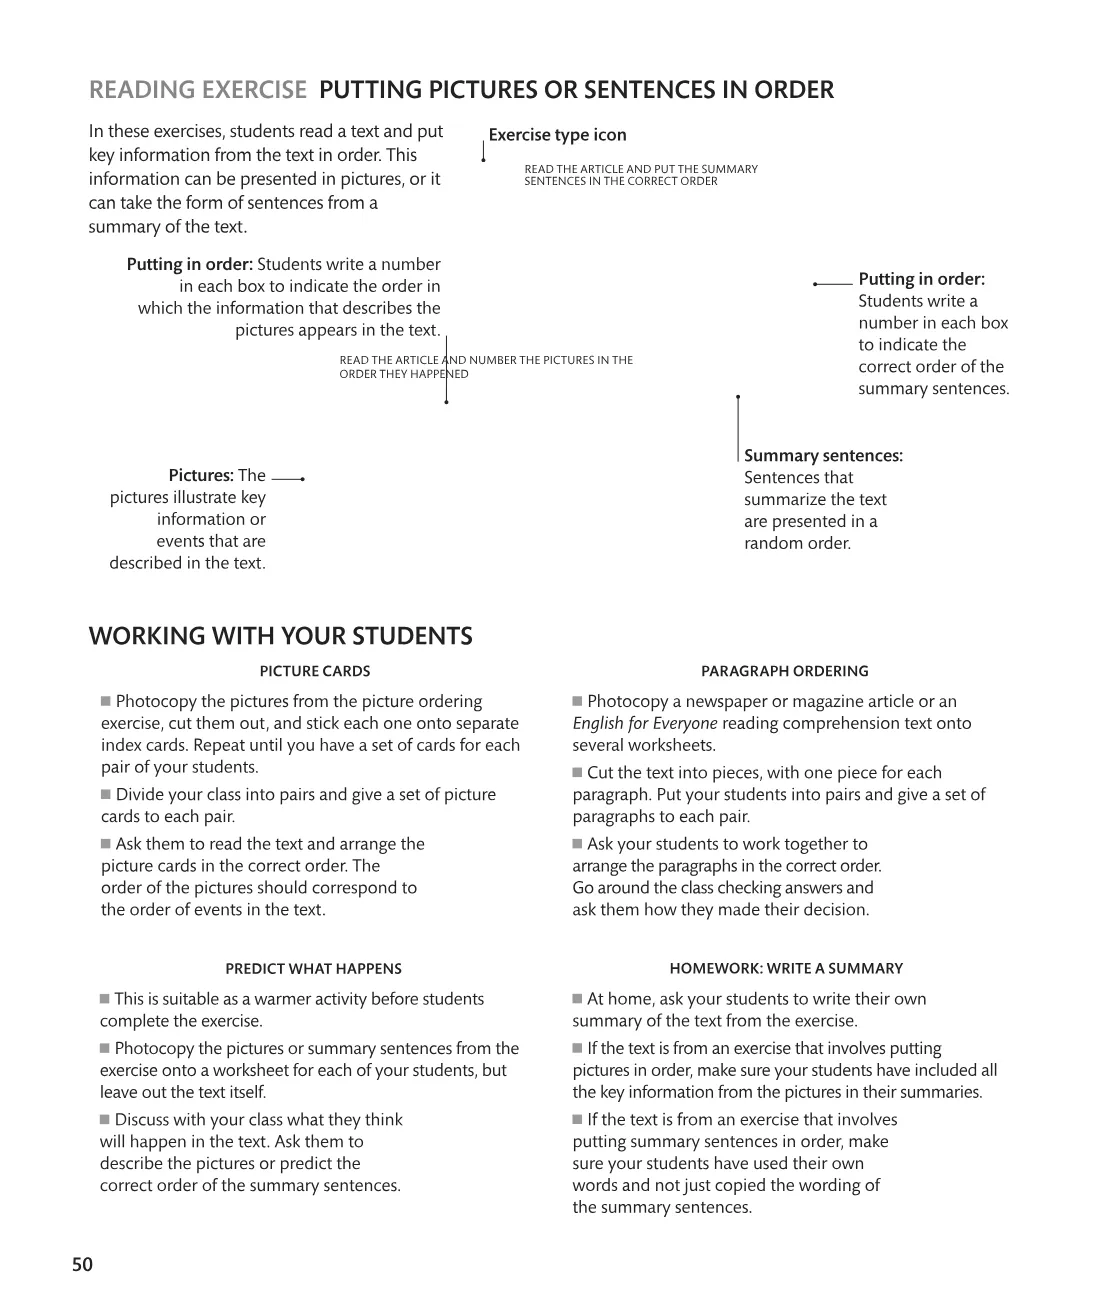 READING EXERCISE PUTTING PICTURES OR SENTENCES IN ORDER
In these exercises, students read a text and put
key information from the text in order. This
information can be presented in pictures, or it
can take the form of sentences from a
summary of the text.
Exercise type icon
READ THE ARTICLE AND PUT THE SUMMARY
SENTENCES IN THE CORRECT ORDER
Putting in order: Students write a number
in each box to indicate the order in
which the information that describes the
pictures appears in the text.
Putting in order:
Students write a
number in each box
to indicate the
correct order of the
summary sentences.
READ THE ARTICLE AND NUMBER THE PICTURES IN THE
ORDER THEY HAPPENED
Summary sentences:
Sentences that
summarize the text
are presented in a
random order.
Pictures: The
pictures illustrate key
information or
events that are
described in the text.
WORKING WITH YOUR STUDENTS
PICTURE CARDS
■ Photocopy the pictures from the picture ordering
exercise, cut them out, and stick each one onto separate
index cards. Repeat until you have a set of cards for each
pair of your students.
■ Divide your class into pairs and give a set of picture
cards to each pair.
■ Ask them to read the text and arrange the
picture cards in the correct order. The
order of the pictures should correspond to
the order of events in the text.
PARAGRAPH ORDERING
■ Photocopy a newspaper or magazine article or an
English for Everyone reading comprehension text onto
several worksheets.
■ Cut the text into pieces, with one piece for each
paragraph. Put your students into pairs and give a set of
paragraphs to each pair.
■ Ask your students to work together to
arrange the paragraphs in the correct order.
Go around the class checking answers and
ask them how they made their decision.
PREDICT WHAT HAPPENS
■ This is suitable as a warmer activity before students
complete the exercise.
■ Photocopy the pictures or summary sentences from the
exercise onto a worksheet for each of your students, but
leave out the text itself.
■ Discuss with your class what they think
will happen in the text. Ask them to
describe the pictures or predict the
correct order of the summary sentences.
HOMEWORK: WRITE A SUMMARY
■ At home, ask your students to write their own
summary of the text from the exercise.
■ If the text is from an exercise that involves putting
pictures in order, make sure your students have included all
the key information from the pictures in their summaries.
■ If the text is from an exercise that involves
putting summary sentences in order, make
sure your students have used their own
words and not just copied the wording of
the summary sentences.
50